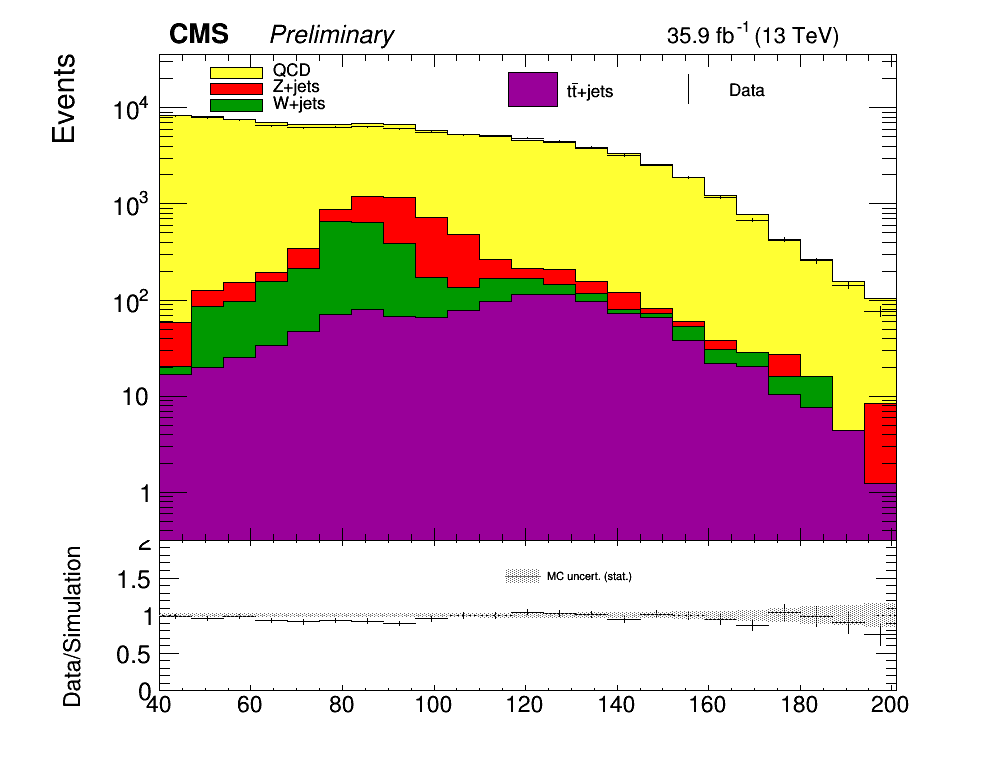 CMS Preliminary 35.9 fb⁻¹ (13 TeV)
Events
QCD
Z+jets
W+jets
tt̄+jets
Data
10⁴
10³
10²
10
1
Data/Simulation
MC uncert. (stat.)
2
1.5
1
0.5
0
40 60 80 100 120 140 160 180 200